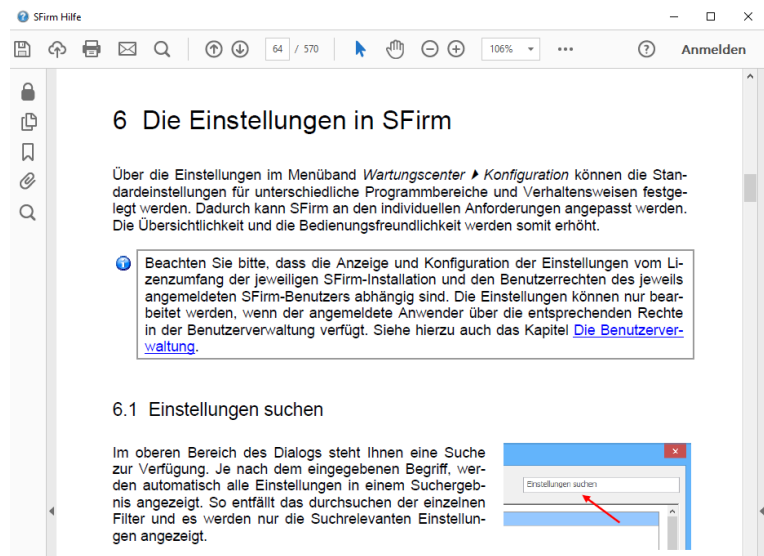 SFirm Hilfe
64 / 570
106%
Anmelden
6 Die Einstellungen in SFirm
Über die Einstellungen im Menüband Wartungscenter ▶ Konfiguration können die Stan-
dardeinstellungen für unterschiedliche Programmbereiche und Verhaltensweisen festge-
legt werden. Dadurch kann SFirm an den individuellen Anforderungen angepasst werden.
Die Übersichtlichkeit und die Bedienungsfreundlichkeit werden somit erhöht.
Beachten Sie bitte, dass die Anzeige und Konfiguration der Einstellungen vom Li-
zenzumfang der jeweiligen SFirm-Installation und den Benutzerrechten des jeweils
angemeldeten SFirm-Benutzers abhängig sind. Die Einstellungen können nur bear-
beitet werden, wenn der angemeldete Anwender über die entsprechenden Rechte
in der Benutzerverwaltung verfügt. Siehe hierzu auch das Kapitel Die Benutzerver-
waltung.
6.1 Einstellungen suchen
Im oberen Bereich des Dialogs steht Ihnen eine Suche
zur Verfügung. Je nach dem eingegebenen Begriff, wer-
den automatisch alle Einstellungen in einem Suchergeb-
nis angezeigt. So entfällt das durchsuchen der einzelnen
Filter und es werden nur die Suchrelevanten Einstellun-
gen angezeigt.
Einstellungen suchen